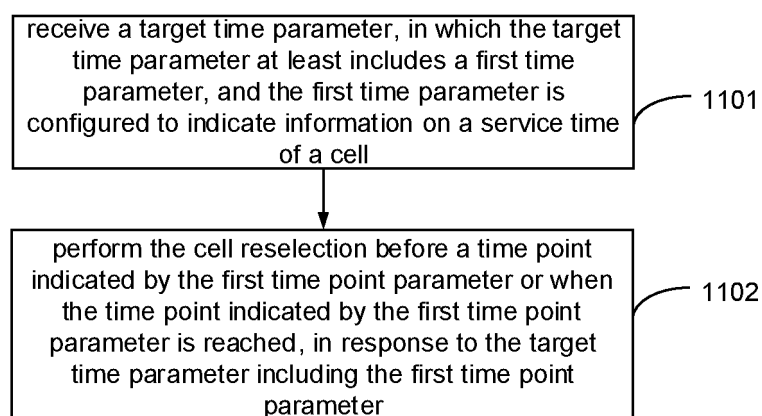 receive a target time parameter, in which the target
time parameter at least includes a first time
parameter, and the first time parameter is
configured to indicate information on a service time
of a cell
1101
perform the cell reselection before a time point
indicated by the first time point parameter or when
the time point indicated by the first time point
parameter is reached, in response to the target
time parameter including the first time point
parameter
1102